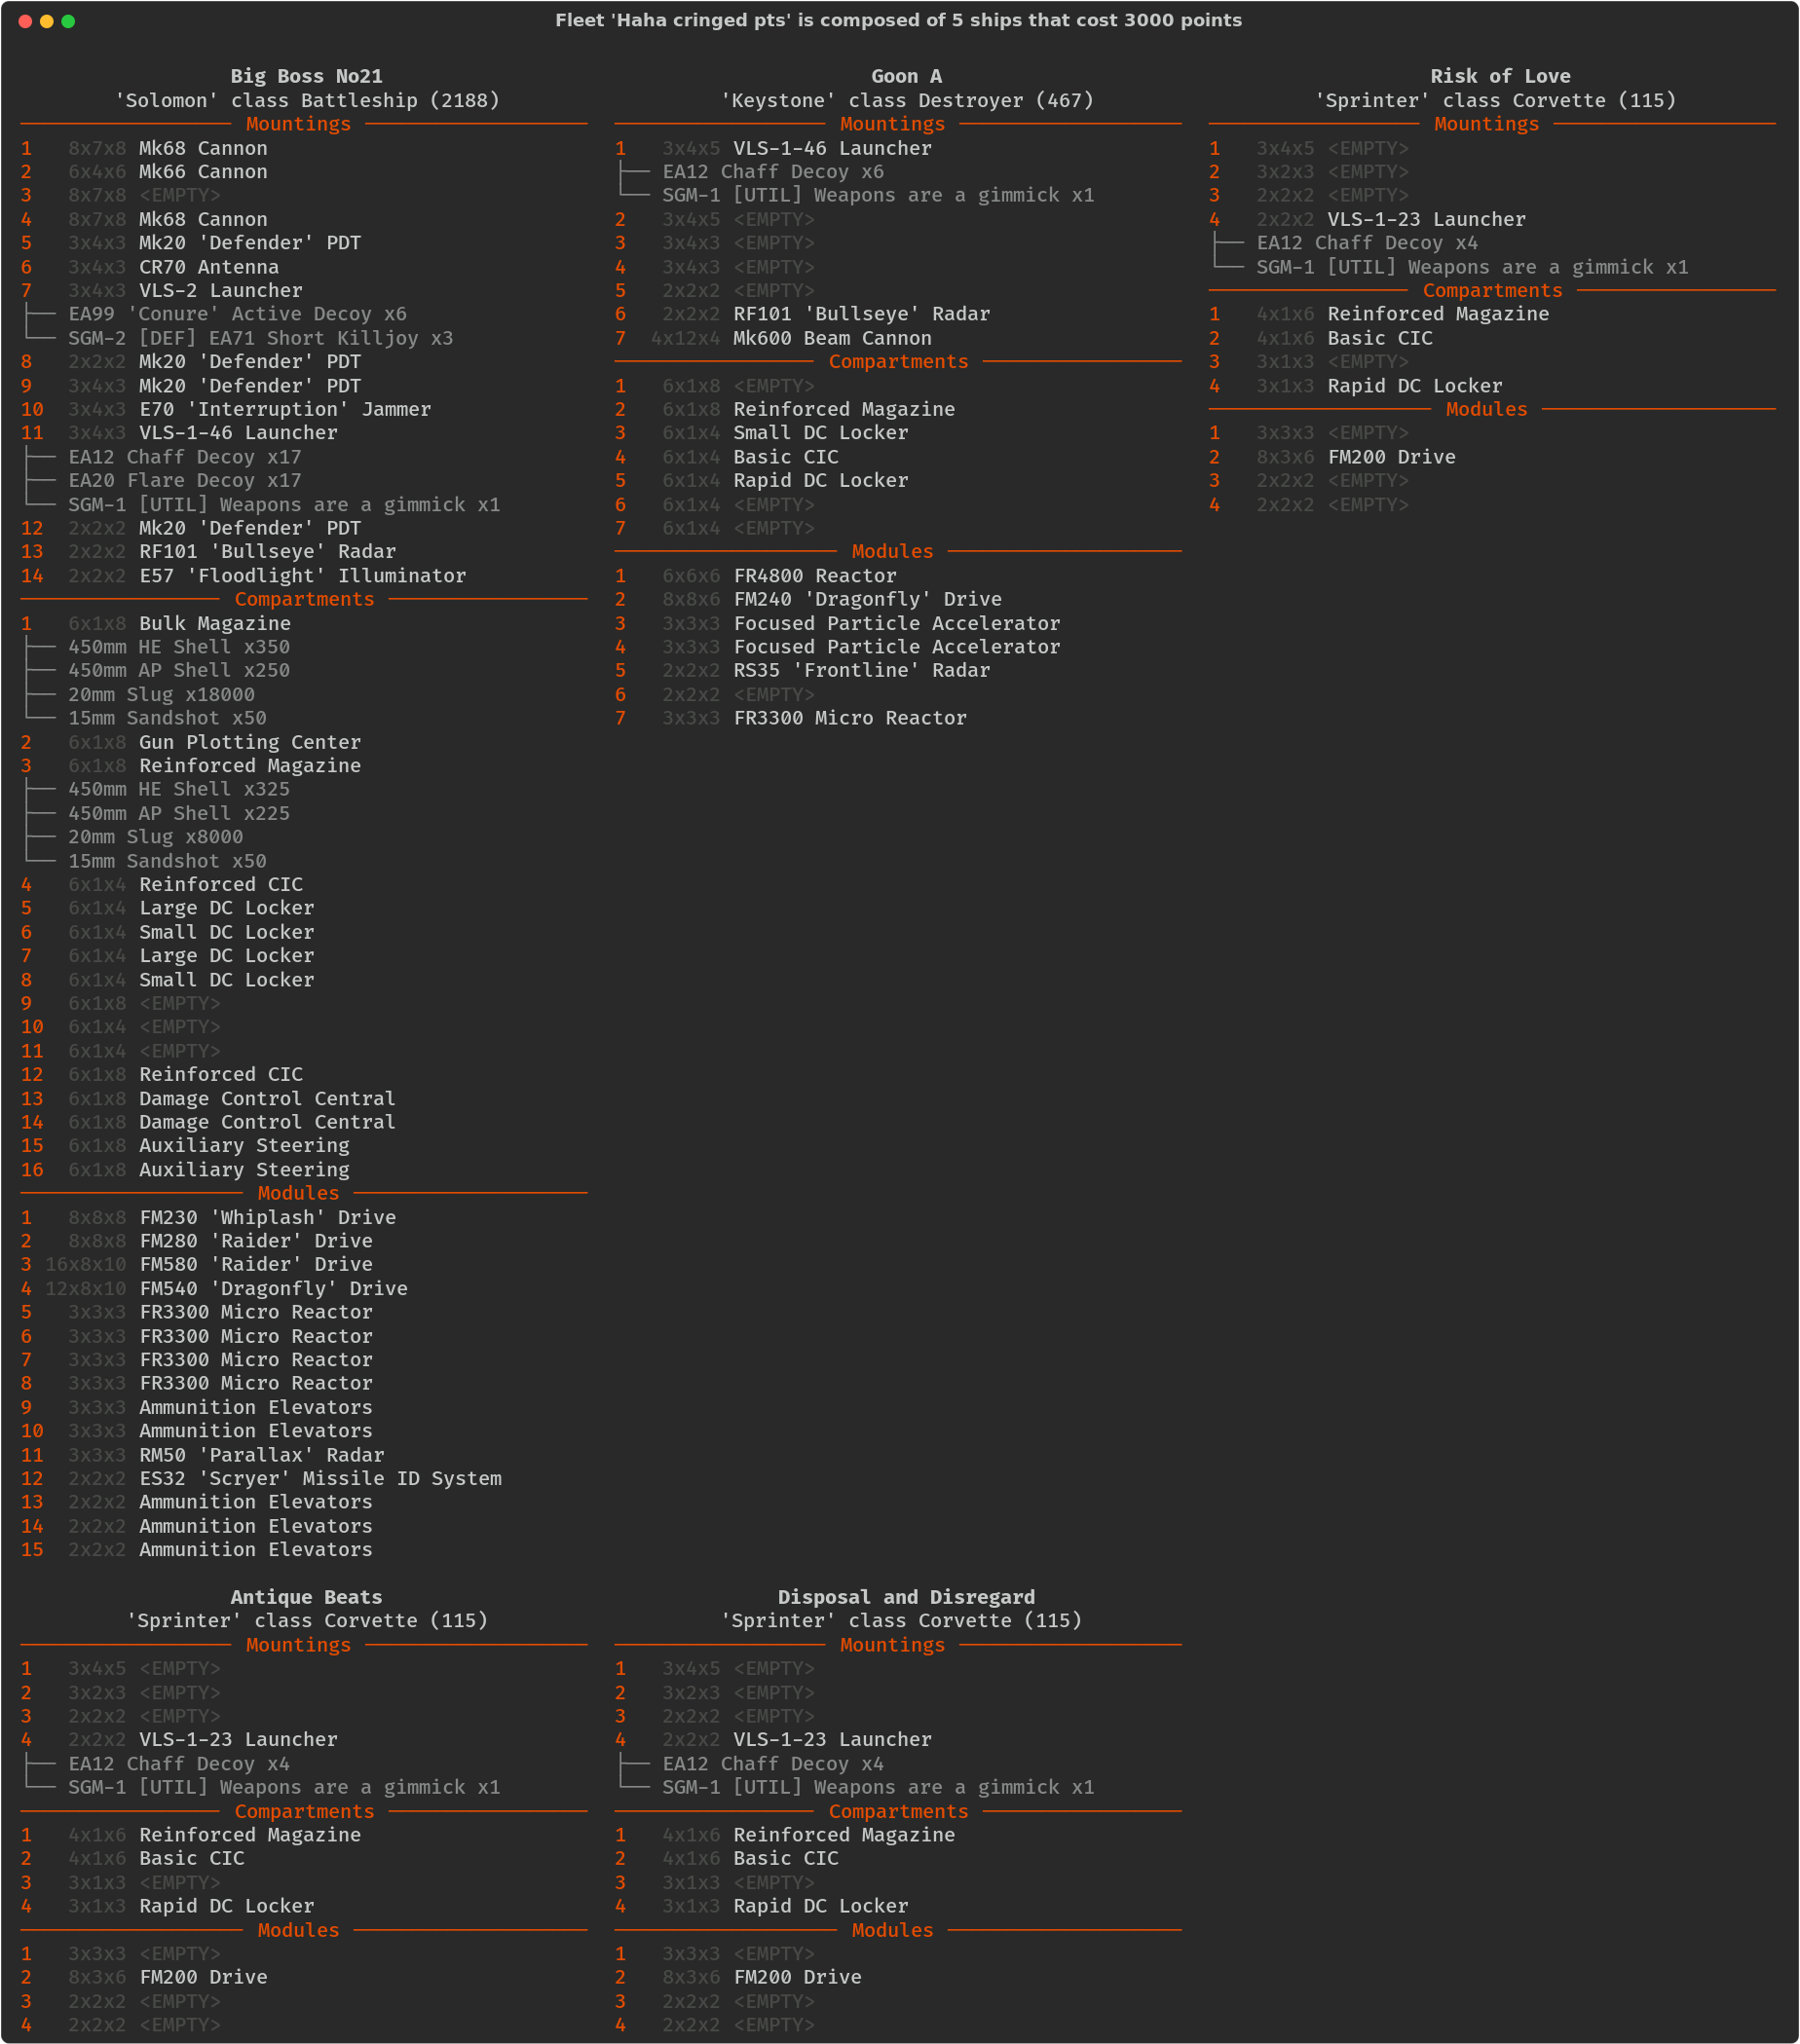 Fleet 'Haha cringed pts' is composed of 5 ships that cost 3000 points
Big Boss No21
'Solomon' class Battleship (2188)
Mountings
1 8x7x8 Mk68 Cannon
2 6x4x6 Mk66 Cannon
3 8x7x8 <EMPTY>
4 8x7x8 Mk68 Cannon
5 3x4x3 Mk20 'Defender' PDT
6 3x4x3 CR70 Antenna
7 3x4x3 VLS-2 Launcher
├── EA99 'Conure' Active Decoy x6
└── SGM-2 [DEF] EA71 Short Killjoy x3
8 2x2x2 Mk20 'Defender' PDT
9 3x4x3 Mk20 'Defender' PDT
10 3x4x3 E70 'Interruption' Jammer
11 3x4x3 VLS-1-46 Launcher
├── EA12 Chaff Decoy x17
├── EA20 Flare Decoy x17
└── SGM-1 [UTIL] Weapons are a gimmick x1
12 2x2x2 Mk20 'Defender' PDT
13 2x2x2 RF101 'Bullseye' Radar
14 2x2x2 E57 'Floodlight' Illuminator
Compartments
1 6x1x8 Bulk Magazine
├── 450mm HE Shell x350
├── 450mm AP Shell x250
├── 20mm Slug x18000
└── 15mm Sandshot x50
2 6x1x8 Gun Plotting Center
3 6x1x8 Reinforced Magazine
├── 450mm HE Shell x325
├── 450mm AP Shell x225
├── 20mm Slug x8000
└── 15mm Sandshot x50
4 6x1x4 Reinforced CIC
5 6x1x4 Large DC Locker
6 6x1x4 Small DC Locker
7 6x1x4 Large DC Locker
8 6x1x4 Small DC Locker
9 6x1x8 <EMPTY>
10 6x1x4 <EMPTY>
11 6x1x4 <EMPTY>
12 6x1x8 Reinforced CIC
13 6x1x8 Damage Control Central
14 6x1x8 Damage Control Central
15 6x1x8 Auxiliary Steering
16 6x1x8 Auxiliary Steering
Modules
1 8x8x8 FM230 'Whiplash' Drive
2 8x8x8 FM280 'Raider' Drive
3 16x8x10 FM580 'Raider' Drive
4 12x8x10 FM540 'Dragonfly' Drive
5 3x3x3 FR3300 Micro Reactor
6 3x3x3 FR3300 Micro Reactor
7 3x3x3 FR3300 Micro Reactor
8 3x3x3 FR3300 Micro Reactor
9 3x3x3 Ammunition Elevators
10 3x3x3 Ammunition Elevators
11 3x3x3 RM50 'Parallax' Radar
12 2x2x2 ES32 'Scryer' Missile ID System
13 2x2x2 Ammunition Elevators
14 2x2x2 Ammunition Elevators
15 2x2x2 Ammunition Elevators
Goon A
'Keystone' class Destroyer (467)
Mountings
1 3x4x5 VLS-1-46 Launcher
├── EA12 Chaff Decoy x6
└── SGM-1 [UTIL] Weapons are a gimmick x1
2 3x4x5 <EMPTY>
3 3x4x3 <EMPTY>
4 3x4x3 <EMPTY>
5 2x2x2 <EMPTY>
6 2x2x2 RF101 'Bullseye' Radar
7 4x12x4 Mk600 Beam Cannon
Compartments
1 6x1x8 <EMPTY>
2 6x1x8 Reinforced Magazine
3 6x1x4 Small DC Locker
4 6x1x4 Basic CIC
5 6x1x4 Rapid DC Locker
6 6x1x4 <EMPTY>
7 6x1x4 <EMPTY>
Modules
1 6x6x6 FR4800 Reactor
2 8x8x6 FM240 'Dragonfly' Drive
3 3x3x3 Focused Particle Accelerator
4 3x3x3 Focused Particle Accelerator
5 2x2x2 RS35 'Frontline' Radar
6 2x2x2 <EMPTY>
7 3x3x3 FR3300 Micro Reactor
Risk of Love
'Sprinter' class Corvette (115)
Mountings
1 3x4x5 <EMPTY>
2 3x2x3 <EMPTY>
3 2x2x2 <EMPTY>
4 2x2x2 VLS-1-23 Launcher
├── EA12 Chaff Decoy x4
└── SGM-1 [UTIL] Weapons are a gimmick x1
Compartments
1 4x1x6 Reinforced Magazine
2 4x1x6 Basic CIC
3 3x1x3 <EMPTY>
4 3x1x3 Rapid DC Locker
Modules
1 3x3x3 <EMPTY>
2 8x3x6 FM200 Drive
3 2x2x2 <EMPTY>
4 2x2x2 <EMPTY>
Antique Beats
'Sprinter' class Corvette (115)
Mountings
1 3x4x5 <EMPTY>
2 3x2x3 <EMPTY>
3 2x2x2 <EMPTY>
4 2x2x2 VLS-1-23 Launcher
├── EA12 Chaff Decoy x4
└── SGM-1 [UTIL] Weapons are a gimmick x1
Compartments
1 4x1x6 Reinforced Magazine
2 4x1x6 Basic CIC
3 3x1x3 <EMPTY>
4 3x1x3 Rapid DC Locker
Modules
1 3x3x3 <EMPTY>
2 8x3x6 FM200 Drive
3 2x2x2 <EMPTY>
4 2x2x2 <EMPTY>
Disposal and Disregard
'Sprinter' class Corvette (115)
Mountings
1 3x4x5 <EMPTY>
2 3x2x3 <EMPTY>
3 2x2x2 <EMPTY>
4 2x2x2 VLS-1-23 Launcher
├── EA12 Chaff Decoy x4
└── SGM-1 [UTIL] Weapons are a gimmick x1
Compartments
1 4x1x6 Reinforced Magazine
2 4x1x6 Basic CIC
3 3x1x3 <EMPTY>
4 3x1x3 Rapid DC Locker
Modules
1 3x3x3 <EMPTY>
2 8x3x6 FM200 Drive
3 2x2x2 <EMPTY>
4 2x2x2 <EMPTY>